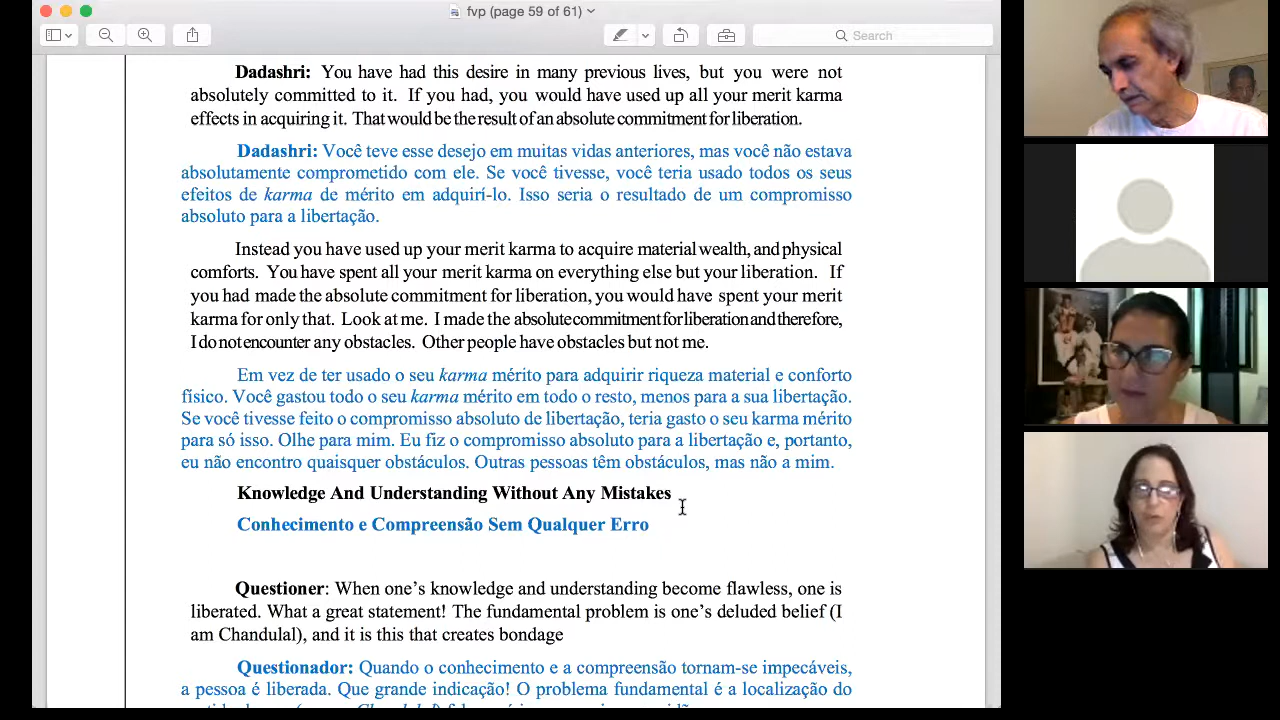 fvp (page 59 of 61)
Search
Dadashri: You have had this desire in many previous lives, but you were not
absolutely committed to it. If you had, you would have used up all your merit karma
effects in acquiring it. That would be the result of an absolute commitment for liberation.
Dadashri: Você teve esse desejo em muitas vidas anteriores, mas você não estava
absolutamente comprometido com ele. Se você tivesse, você teria usado todos os seus
efeitos de karma de mérito em adquirí-lo. Isso seria o resultado de um compromisso
absoluto para a libertação.
Instead you have used up your merit karma to acquire material wealth, and physical
comforts. You have spent all your merit karma on everything else but your liberation. If
you had made the absolute commitment for liberation, you would have spent your merit
karma for only that. Look at me. I made the absolute commitment for liberation and therefore,
I do not encounter any obstacles. Other people have obstacles but not me.
Em vez de ter usado o seu karma mérito para adquirir riqueza material e conforto
físico. Você gastou todo o seu karma mérito em todo o resto, menos para a sua libertação.
Se você tivesse feito o compromisso absoluto de libertação, teria gasto o seu karma mérito
para só isso. Olhe para mim. Eu fiz o compromisso absoluto para a libertação e, portanto,
eu não encontro quaisquer obstáculos. Outras pessoas têm obstáculos, mas não a mim.
Knowledge And Understanding Without Any Mistakes
Conhecimento e Compreensão Sem Qualquer Erro
Questioner: When one's knowledge and understanding become flawless, one is
liberated. What a great statement! The fundamental problem is one's deluded belief (I
am Chandulal), and it is this that creates bondage
Questionador: Quando o conhecimento e a compreensão tornam-se impecáveis,
a pessoa é liberada. Que grande indicação! O problema fundamental é a localização do